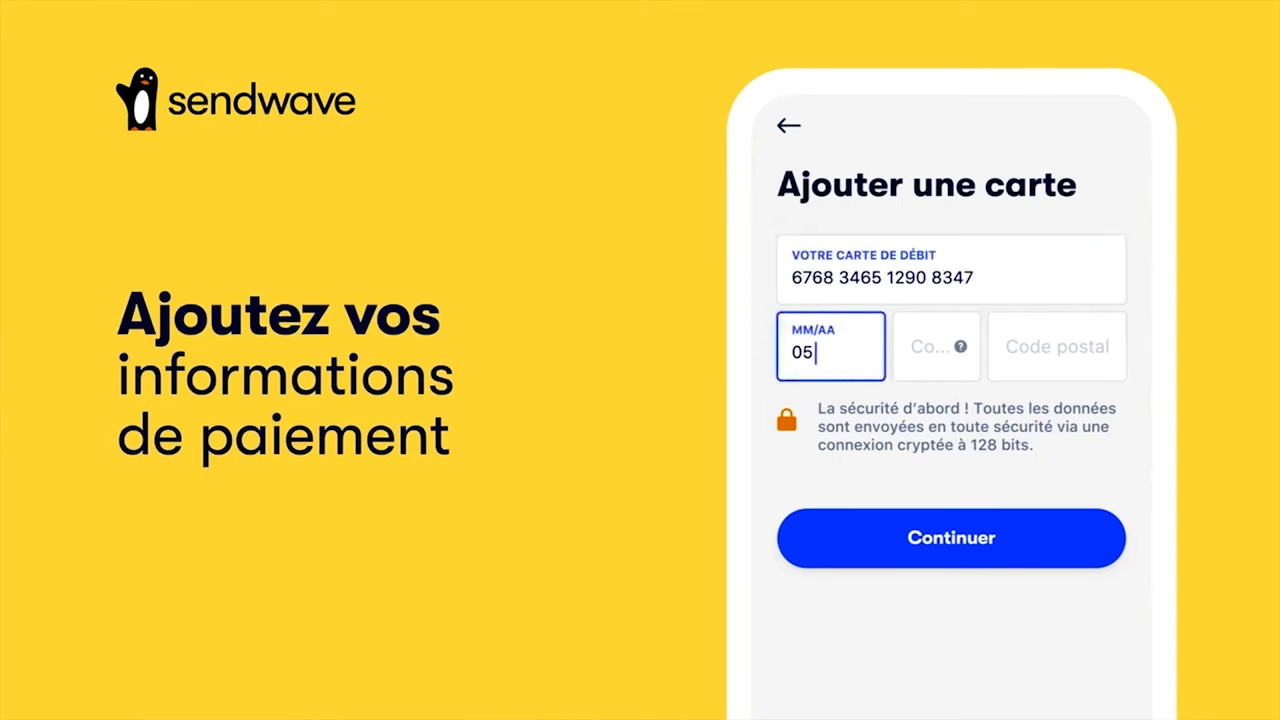 sendwave
Ajoutez vos
informations
de paiement
Ajouter une carte
VOTRE CARTE DE DÉBIT
6768 3465 1290 8347
MM/AA
05
Co...
Code postal
La sécurité d'abord ! Toutes les données
sont envoyées en toute sécurité via une
connexion cryptée à 128 bits.
Continuer